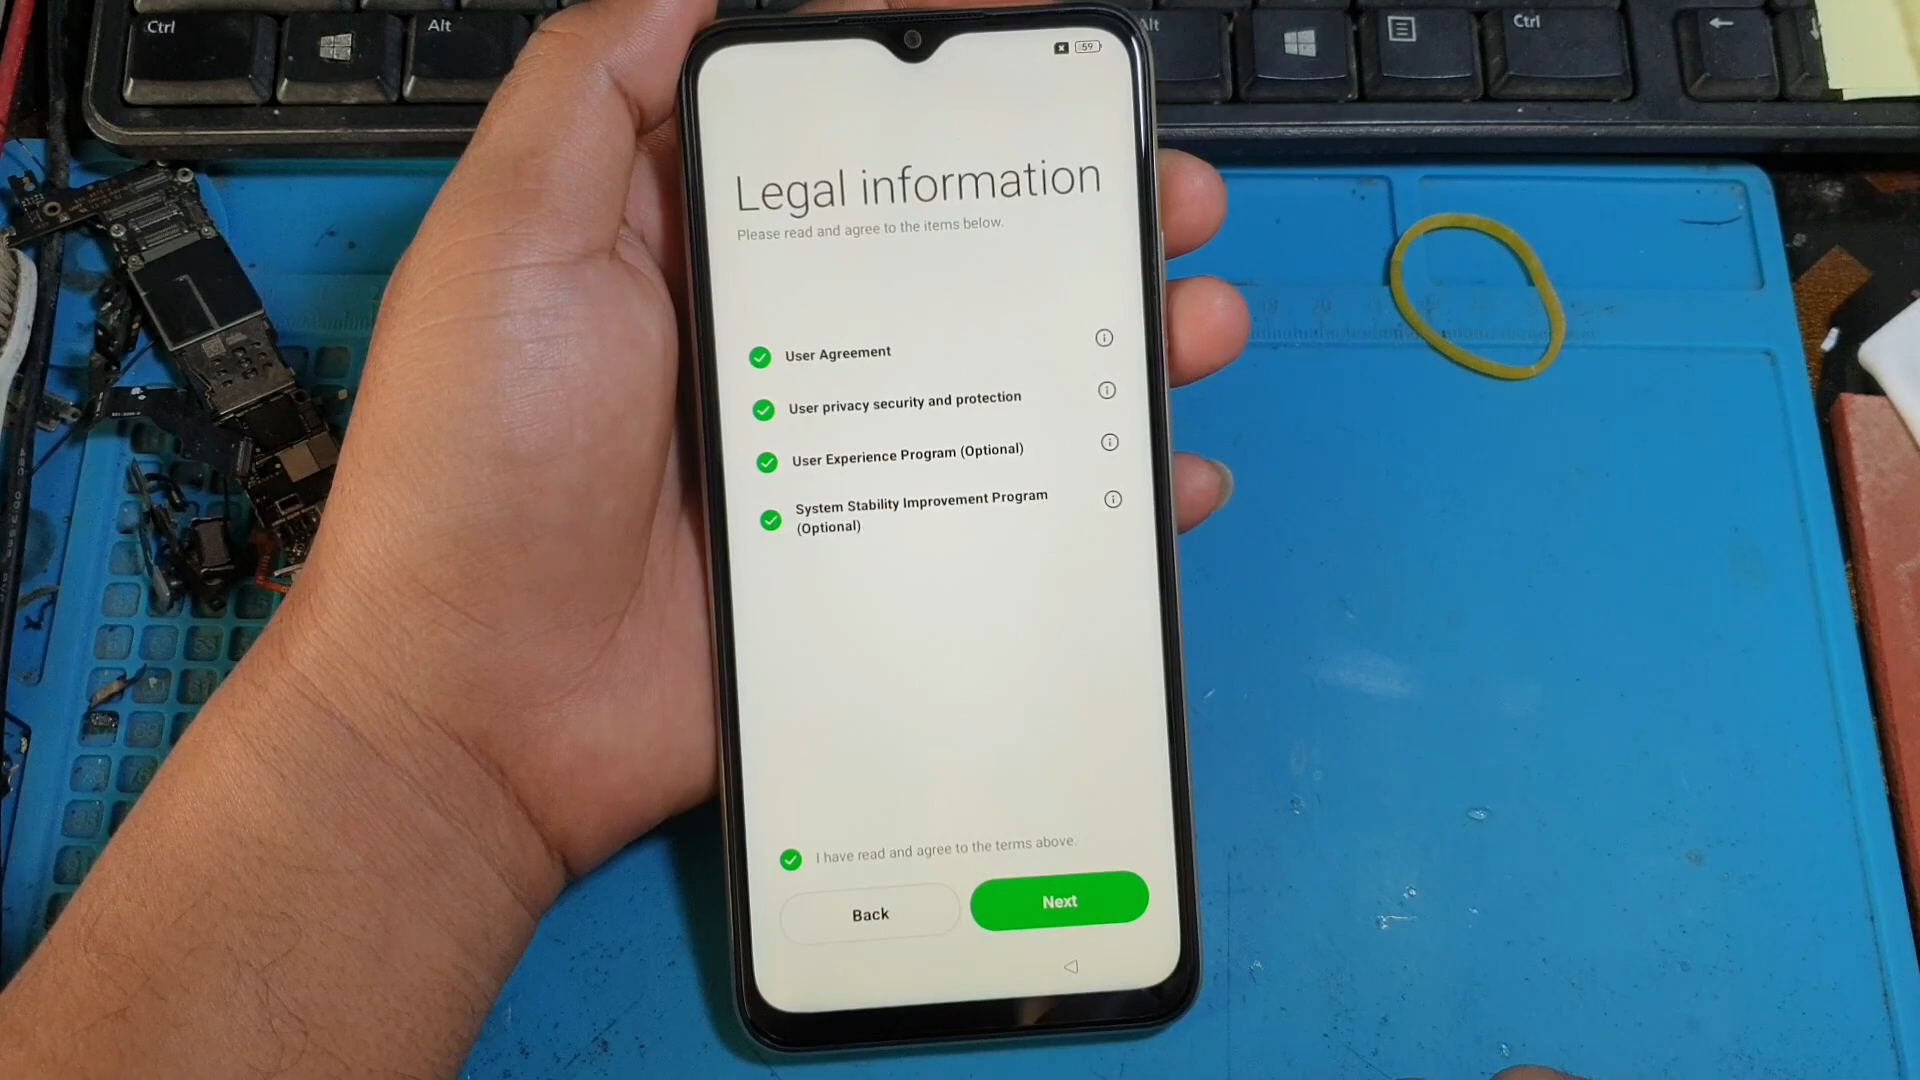 Ctrl
Alt
Alt
Ctrl
59
Legal information
Please read and agree to the items below.
User Agreement
User privacy security and protection
User Experience Program (Optional)
System Stability Improvement Program
(Optional)
I have read and agree to the terms above.
Back
Next